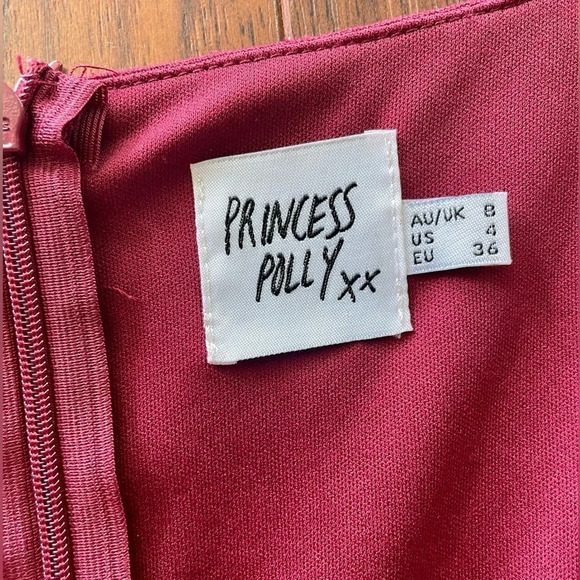 PRINCESS
POLLY xx
AU/UK 8
US 4
EU 36